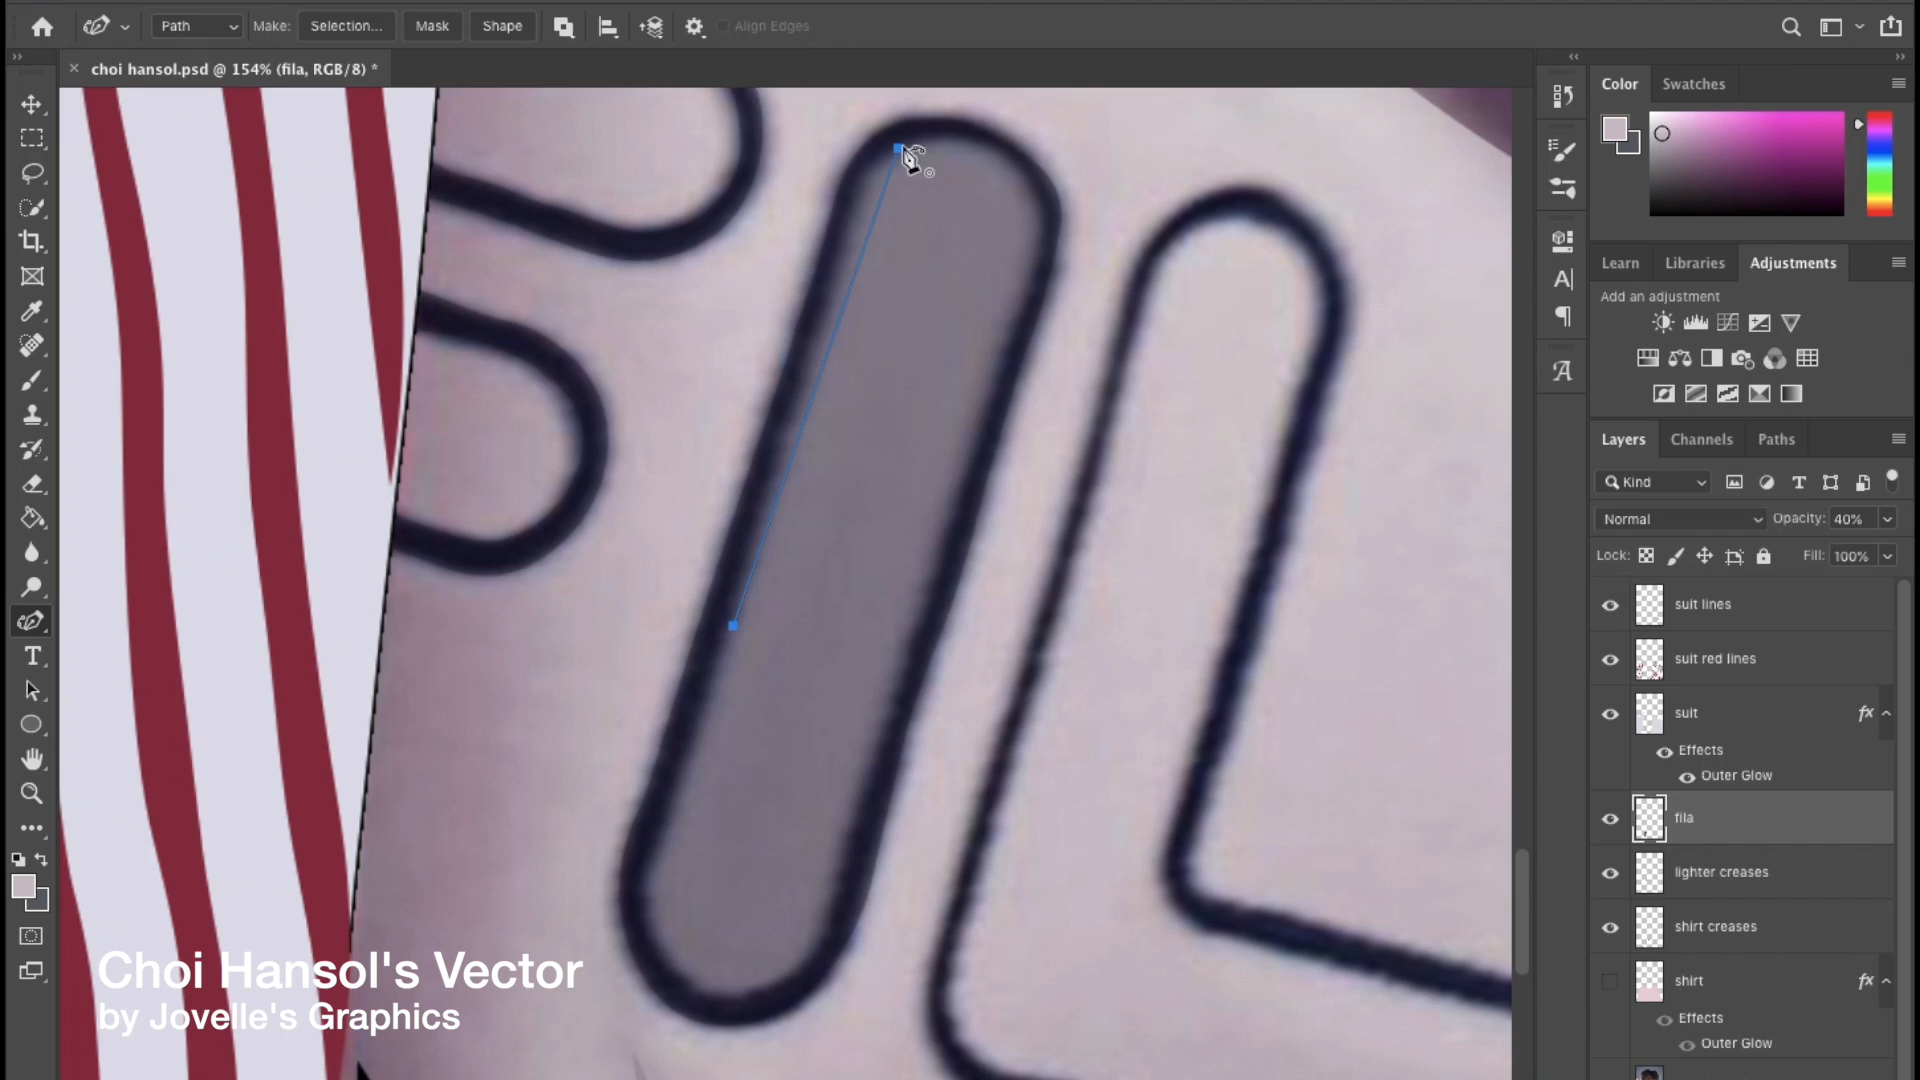 Path
Make:
Selection...
Mask
Shape
Align Edges
choi hansol.psd @ 154% (fila, RGB/8) *
Color
Swatches
Learn
Libraries
Adjustments
Add an adjustment
Layers
Channels
Paths
Kind
Normal
Opacity: 40%
Lock:
Fill: 100%
suit lines
suit red lines
suit
fx
Effects
Outer Glow
fila
lighter creases
shirt creases
shirt
fx
Effects
Outer Glow
Choi Hansol's Vector
by Jovelle's Graphics